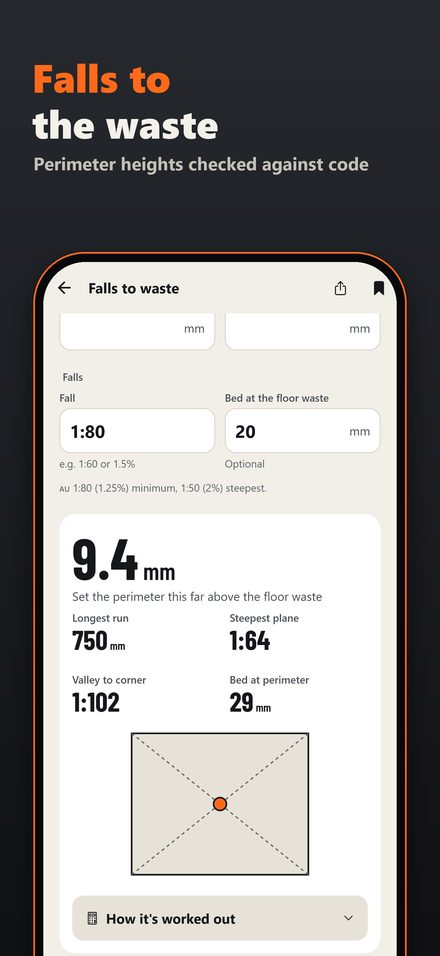 Falls to
the waste
Perimeter heights checked against code
Falls to waste
mm
mm
Falls
Fall
Bed at the floor waste
1:80
20 mm
e.g. 1:60 or 1.5%
Optional
AU 1:80 (1.25%) minimum, 1:50 (2%) steepest.
9.4 mm
Set the perimeter this far above the floor waste
Longest run
Steepest plane
750 mm
1:64
Valley to corner
Bed at perimeter
1:102
29 mm
How it's worked out